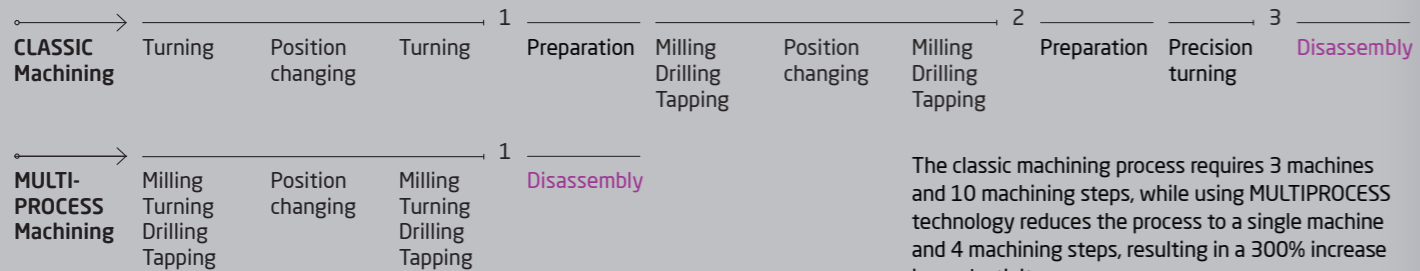 1 2 3
CLASSIC Turning Position Turning Preparation Milling Position Milling Preparation Precision Disassembly
Machining changing Drilling changing Drilling turning
Tapping Tapping
1
MULTI- Milling Position Milling Disassembly
PROCESS Turning changing Turning
Machining Drilling Drilling
Tapping Tapping
The classic machining process requires 3 machines
and 10 machining steps, while using MULTIPROCESS
technology reduces the process to a single machine
and 4 machining steps, resulting in a 300% increase